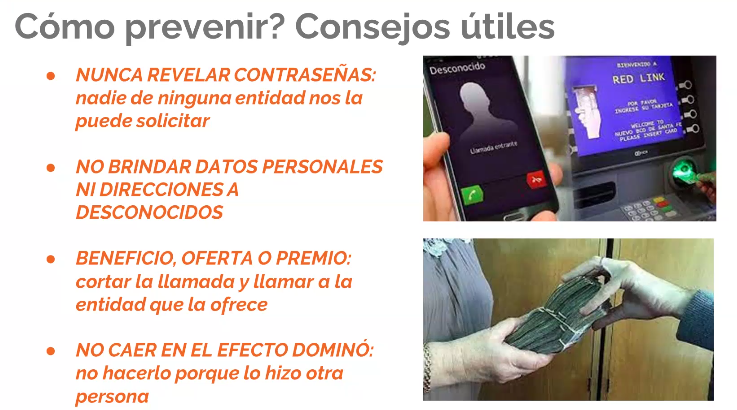 Cómo prevenir? Consejos útiles
● NUNCA REVELAR CONTRASEÑAS:
nadie de ninguna entidad nos la
puede solicitar
● NO BRINDAR DATOS PERSONALES
NI DIRECCIONES A
DESCONOCIDOS
● BENEFICIO, OFERTA O PREMIO:
cortar la llamada y llamar a la
entidad que la ofrece
● NO CAER EN EL EFECTO DOMINÓ:
no hacerlo porque lo hizo otra
persona
Desconocido
Llamada entrante
BIENVENIDO A
RED LINK
POR FAVOR
INGRESE SU TARJETA
WELCOME TO
NUEVO BCO DE SANTA FE
PLEASE INSERT CARD